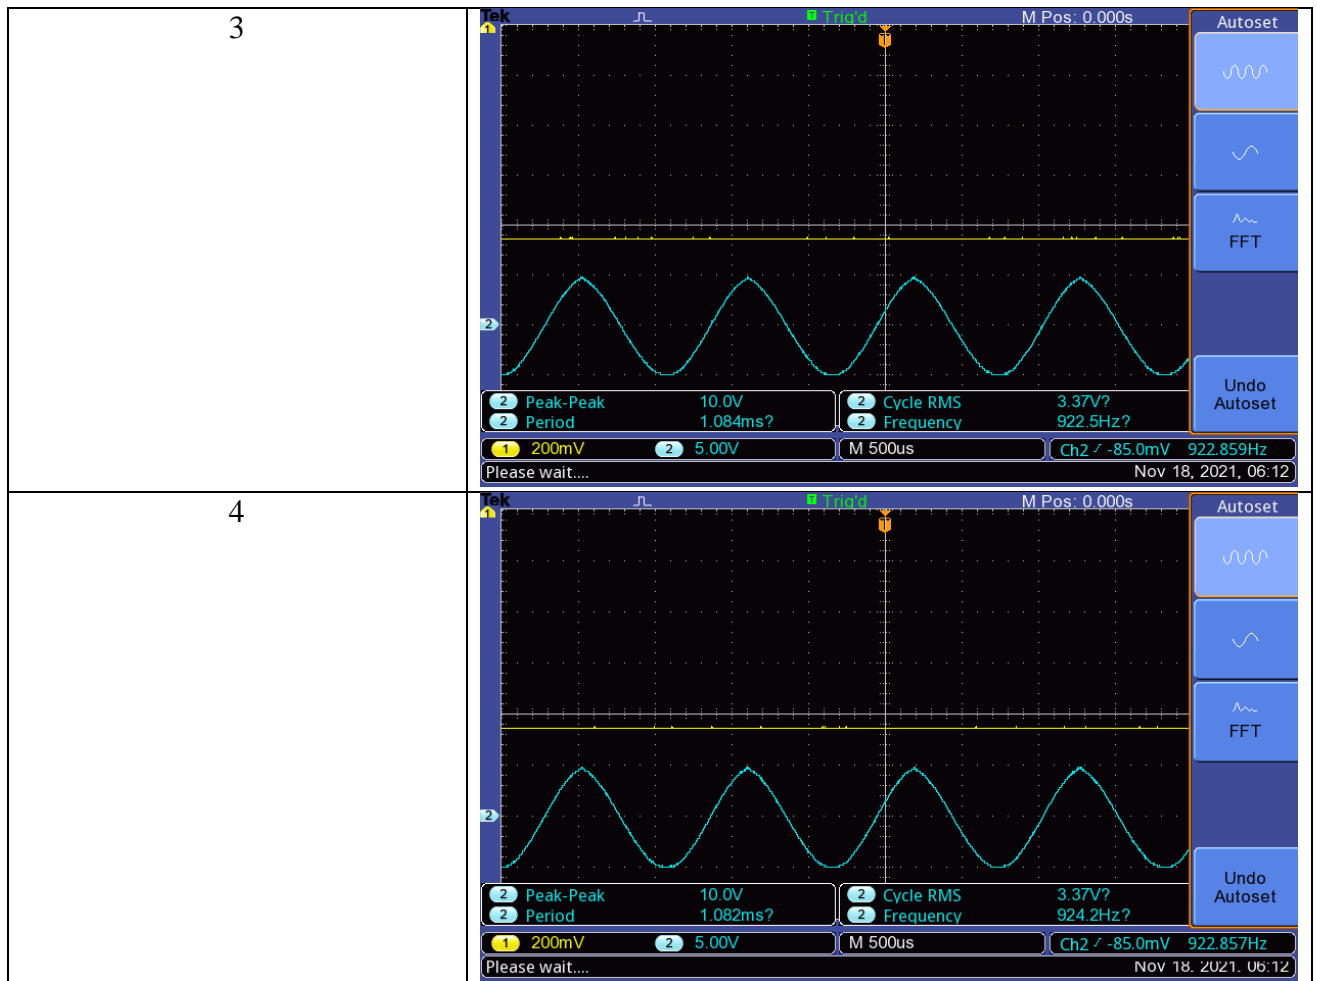 3
Tek Trig'd M Pos: 0.000s Autoset
1
T
FFT
2
Undo
Autoset
2 Peak-Peak 10.0V 2 Cycle RMS 3.37V?
2 Period 1.084ms? 2 Frequency 922.5Hz?
1 200mV 2 5.00V M 500us Ch2 -85.0mV 922.859Hz
Please wait.... Nov 18, 2021, 06:12
4
Tek Trig'd M Pos: 0.000s Autoset
1
T
FFT
2
Undo
Autoset
2 Peak-Peak 10.0V 2 Cycle RMS 3.37V?
2 Period 1.082ms? 2 Frequency 924.2Hz?
1 200mV 2 5.00V M 500us Ch2 -85.0mV 922.857Hz
Please wait.... Nov 18, 2021, 06:12